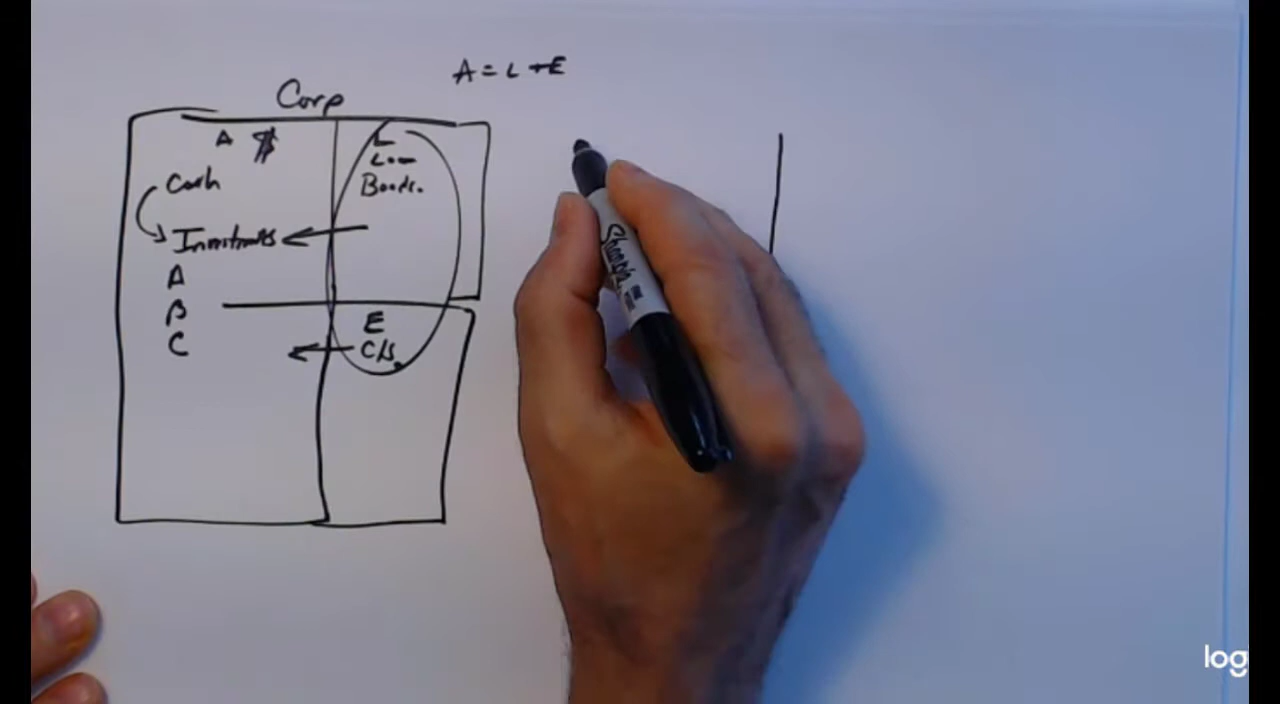 A = L + E
Corp
A $
L
Loan
Bonds.
Cash
Investments
A
B
C
E
C/S.
Sharpie
log